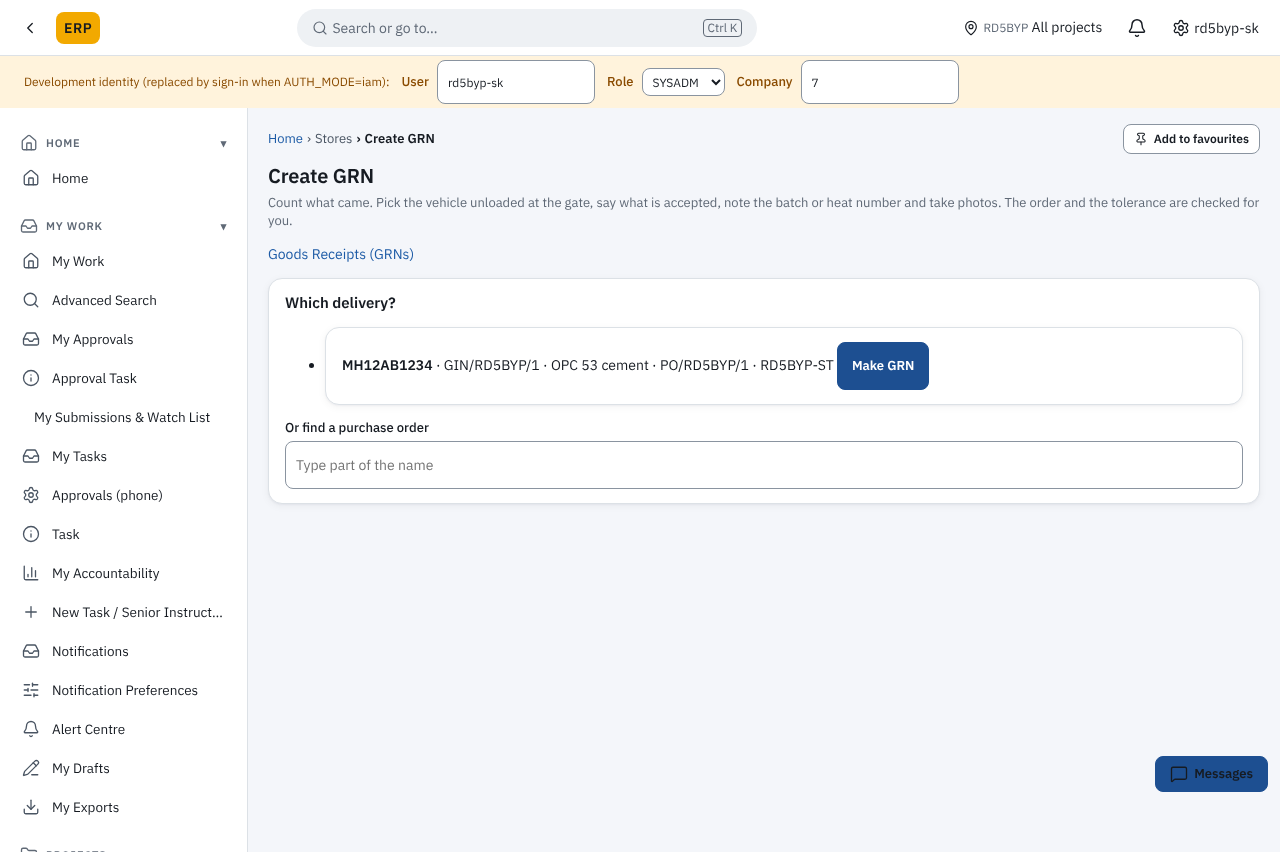 ERP
Search or go to...
Ctrl K
RD5BYP All projects
rd5byp-sk
Development identity (replaced by sign-in when AUTH_MODE=iam):
User
rd5byp-sk
Role
SYSADM
Company
7
HOME
Home
MY WORK
My Work
Advanced Search
My Approvals
Approval Task
My Submissions & Watch List
My Tasks
Approvals (phone)
Task
My Accountability
New Task / Senior Instruct...
Notifications
Notification Preferences
Alert Centre
My Drafts
My Exports
Home › Stores › Create GRN
Add to favourites
Create GRN
Count what came. Pick the vehicle unloaded at the gate, say what is accepted, note the batch or heat number and take photos. The order and the tolerance are checked for
you.
Goods Receipts (GRNs)
Which delivery?
MH12AB1234 · GIN/RD5BYP/1 · OPC 53 cement · PO/RD5BYP/1 · RD5BYP-ST
Make GRN
Or find a purchase order
Type part of the name
Messages